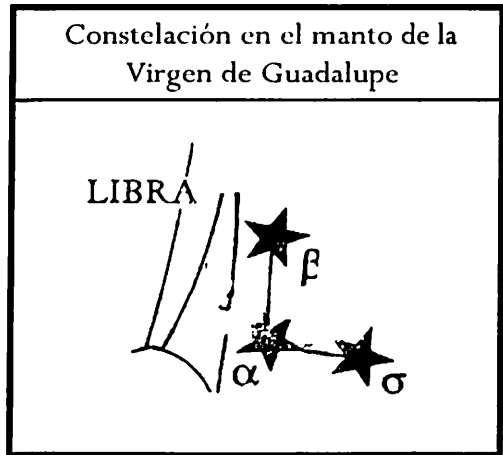 Constelación en el manto de la
Virgen de Guadalupe
LIBRA
β
α
σ